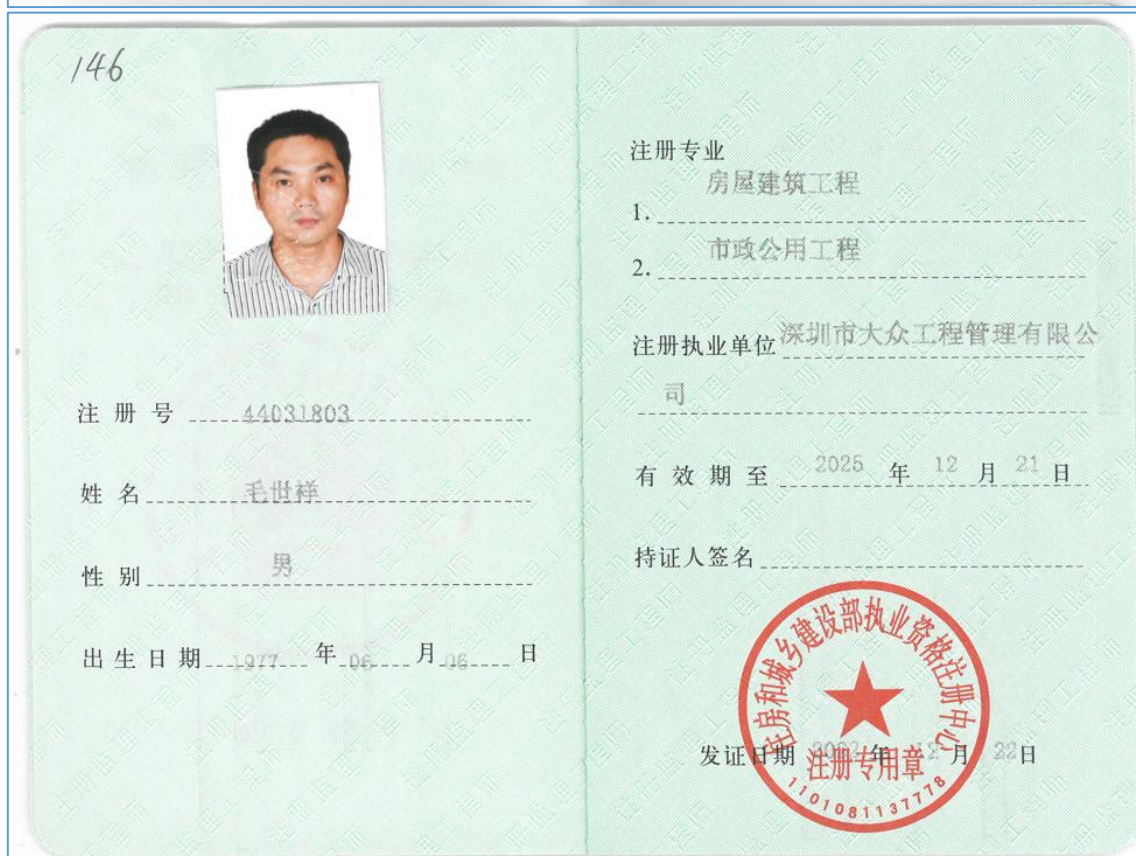 146
注册号 44031803
姓名 毛世祥
性别 男
出生日期 1977 年 06 月 06 日
注册专业
1. 房屋建筑工程
2. 市政公用工程
注册执业单位 深圳市大众工程管理有限公
司
有效期至 2025 年 12 月 21 日
持证人签名
发证日期 2022 年 12 月 22 日
住房和城乡建设部执业资格注册中心
注册专用章
1101081137778